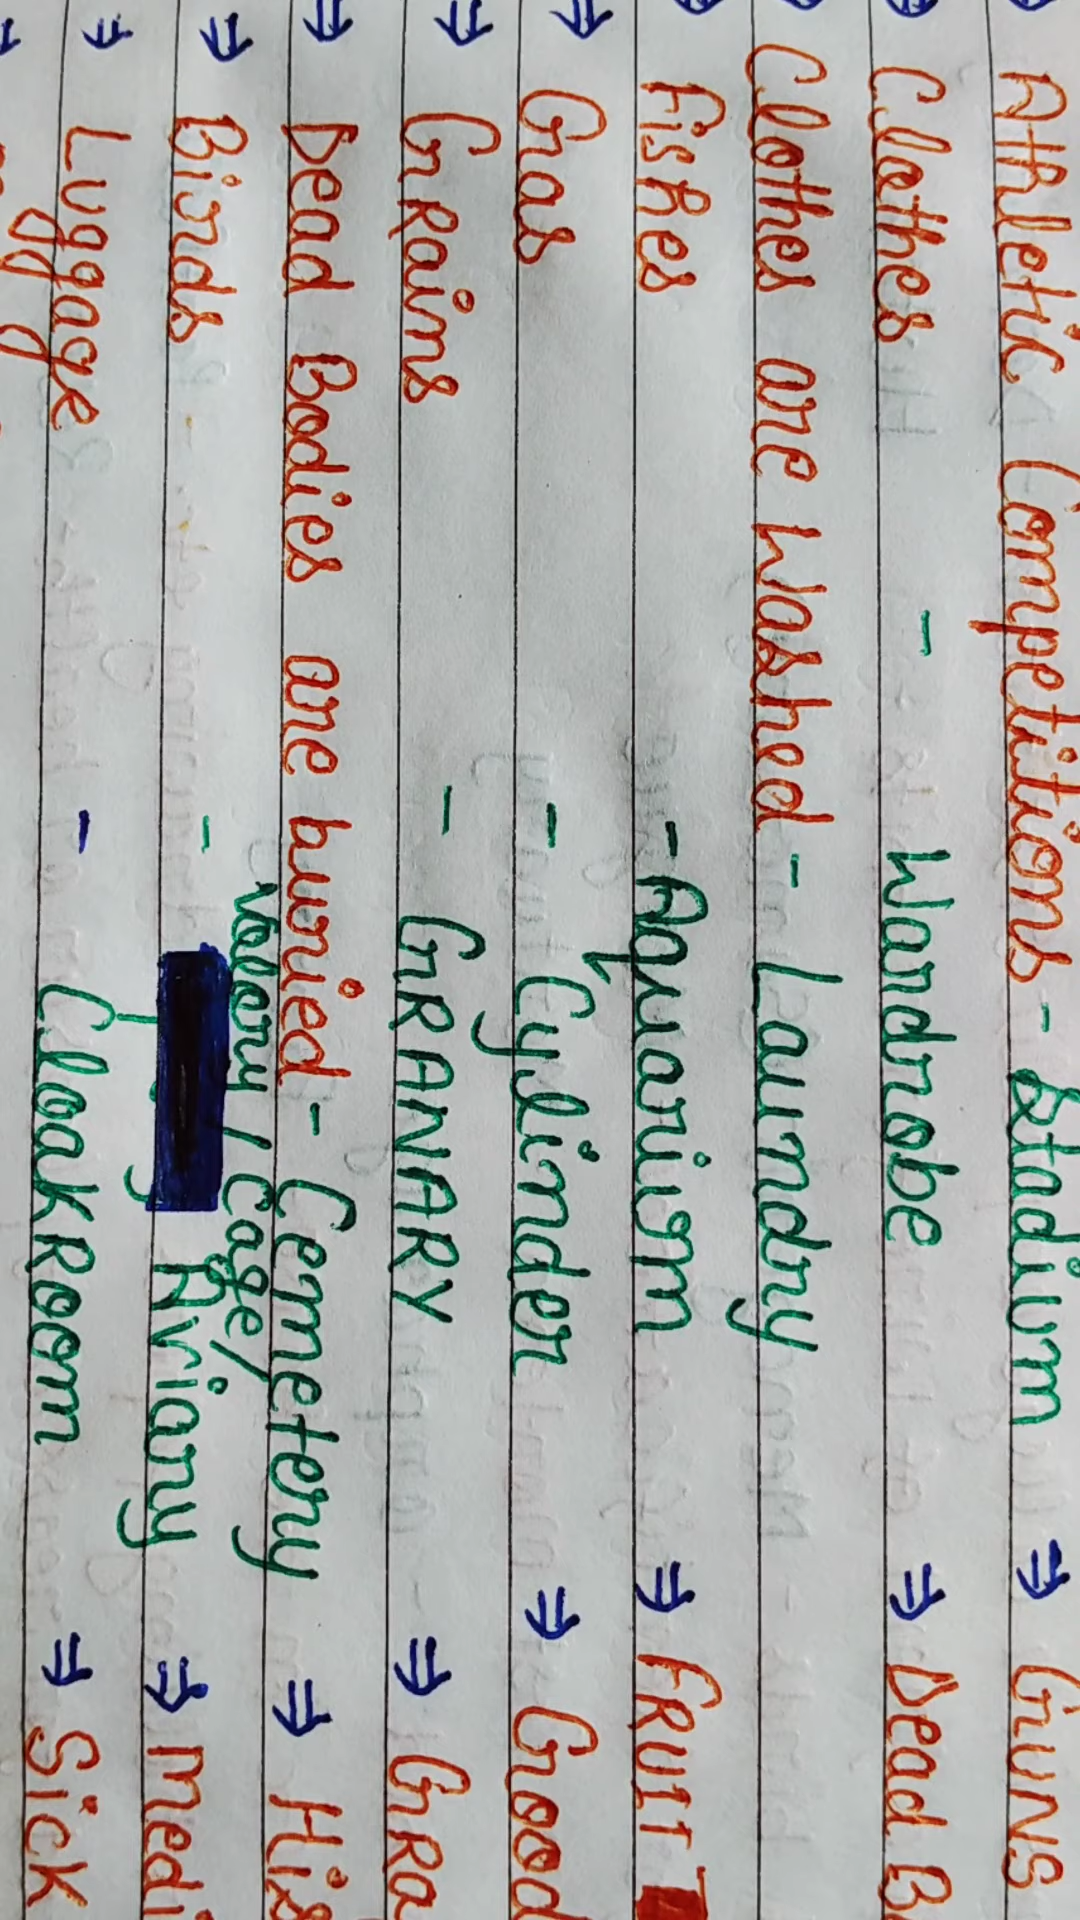 ⇒ Athletic Competitions - Stadium ⇒ GUNS
⇒ Clothes - Wardrobe ⇒ Dead B
⇒ Clothes are Washed - Laundry
⇒ Fishes - Aquarium ⇒ FRUIT
⇒ Gas - Cylinder ⇒ Good
⇒ Grains - GRANARY ⇒ Gra
⇒ Dead Bodies are buried - Cemetery ⇒ His
/ Cage /
⇒ Birds - Aviary ⇒ Medi
⇒ Luggage - CloakRoom ⇒ Sick